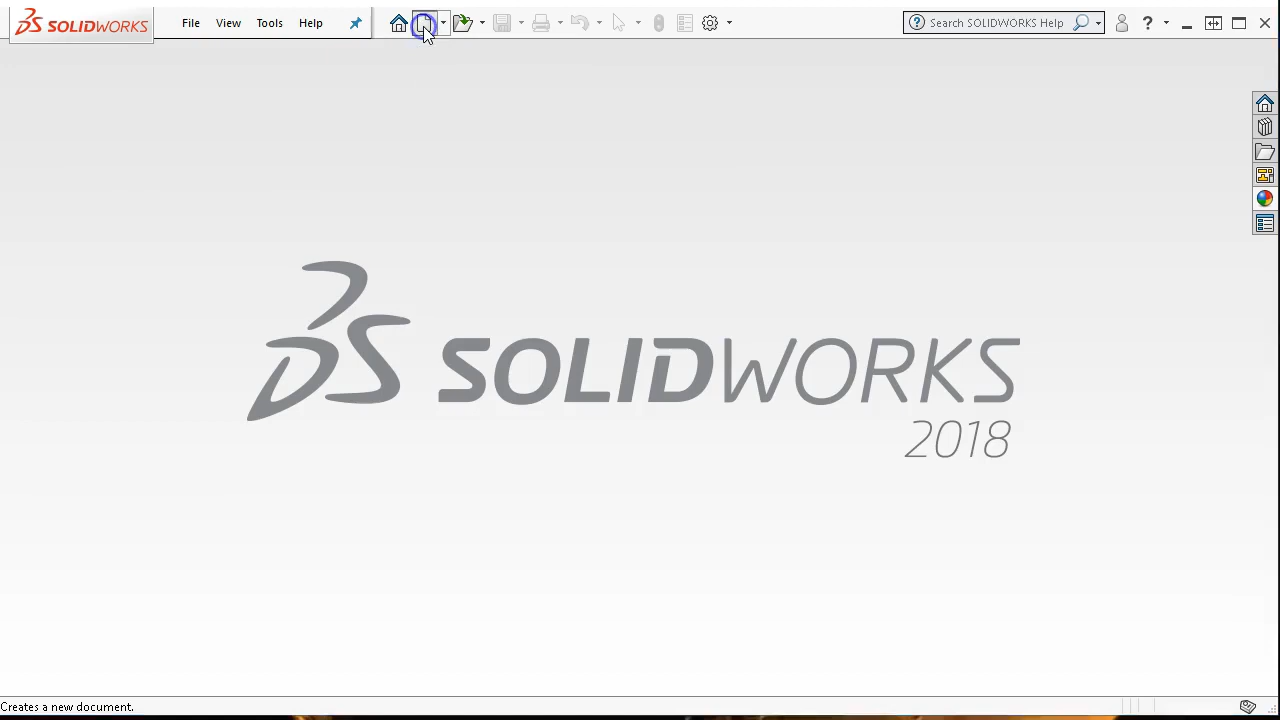 SOLIDWORKS
File
View
Tools
Help
Search SOLIDWORKS Help
SOLIDWORKS
2018
Creates a new document.